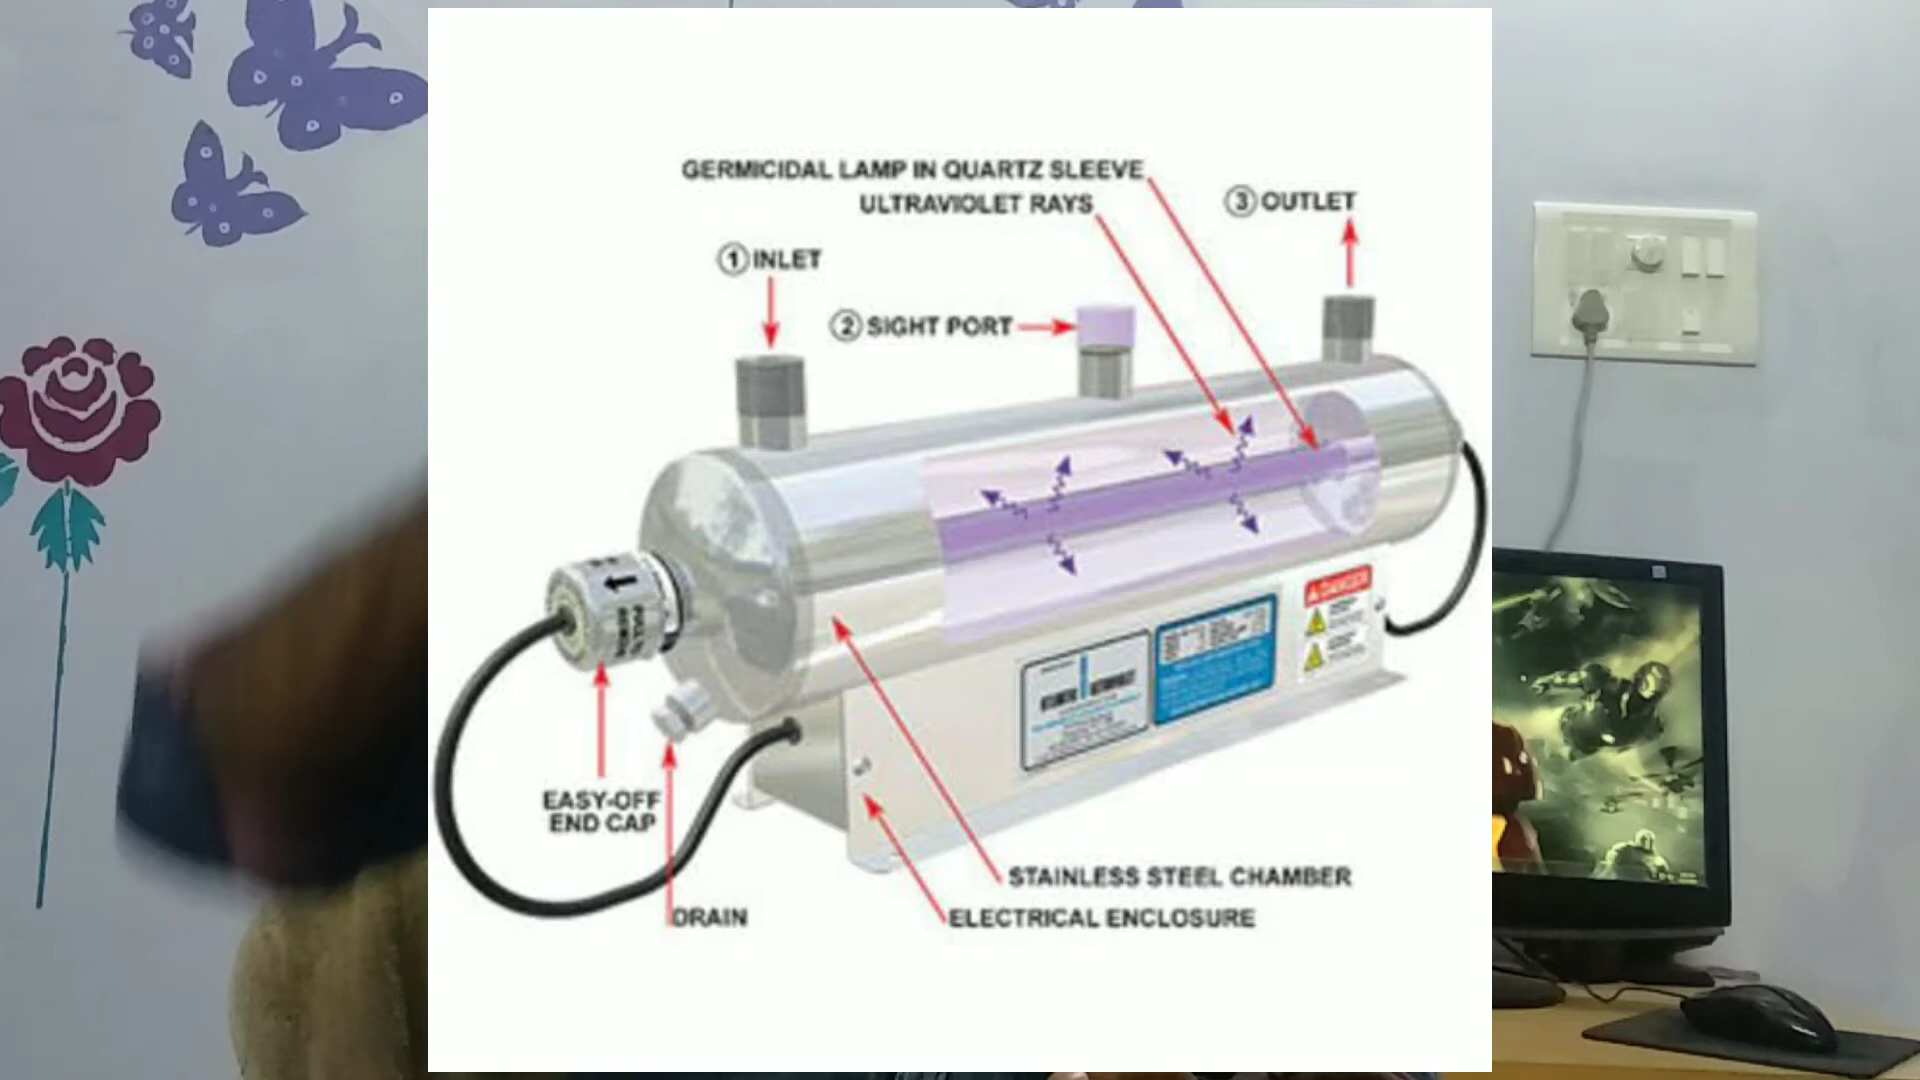 GERMICIDAL LAMP IN QUARTZ SLEEVE
ULTRAVIOLET RAYS
③ OUTLET
① INLET
② SIGHT PORT
DANGER
EASY-OFF
END CAP
STAINLESS STEEL CHAMBER
DRAIN
ELECTRICAL ENCLOSURE